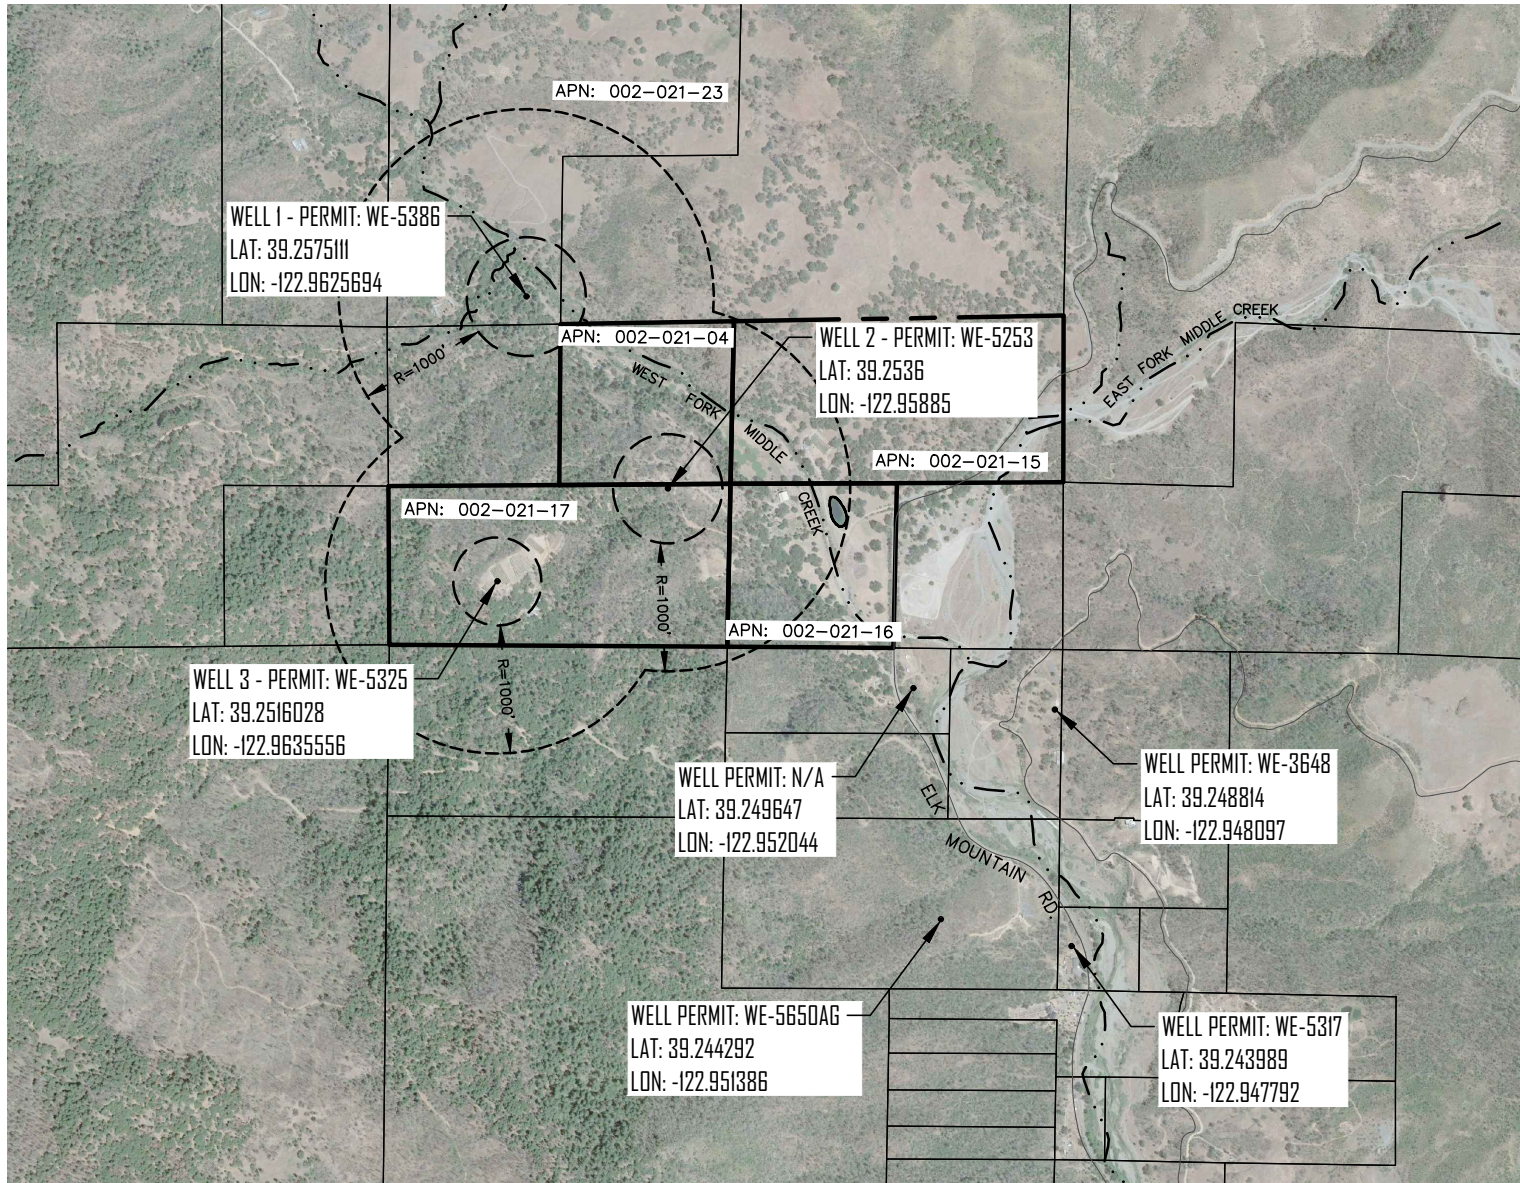 APN: 002-021-23
WELL 1 - PERMIT: WE-5386
LAT: 39.2575111
LON: -122.9625694
R=1000'
APN: 002-021-04
WELL 2 - PERMIT: WE-5253
LAT: 39.2536
LON: -122.95885
EAST FORK MIDDLE CREEK
WEST FORK MIDDLE CREEK
APN: 002-021-15
APN: 002-021-17
R=1000'
APN: 002-021-16
R=1000'
WELL 3 - PERMIT: WE-5325
LAT: 39.2516028
LON: -122.9635556
WELL PERMIT: N/A
LAT: 39.249647
LON: -122.952044
WELL PERMIT: WE-3648
LAT: 39.248814
LON: -122.948097
ELK MOUNTAIN RD.
WELL PERMIT: WE-5650AG
LAT: 39.244292
LON: -122.951386
WELL PERMIT: WE-5317
LAT: 39.243989
LON: -122.947792